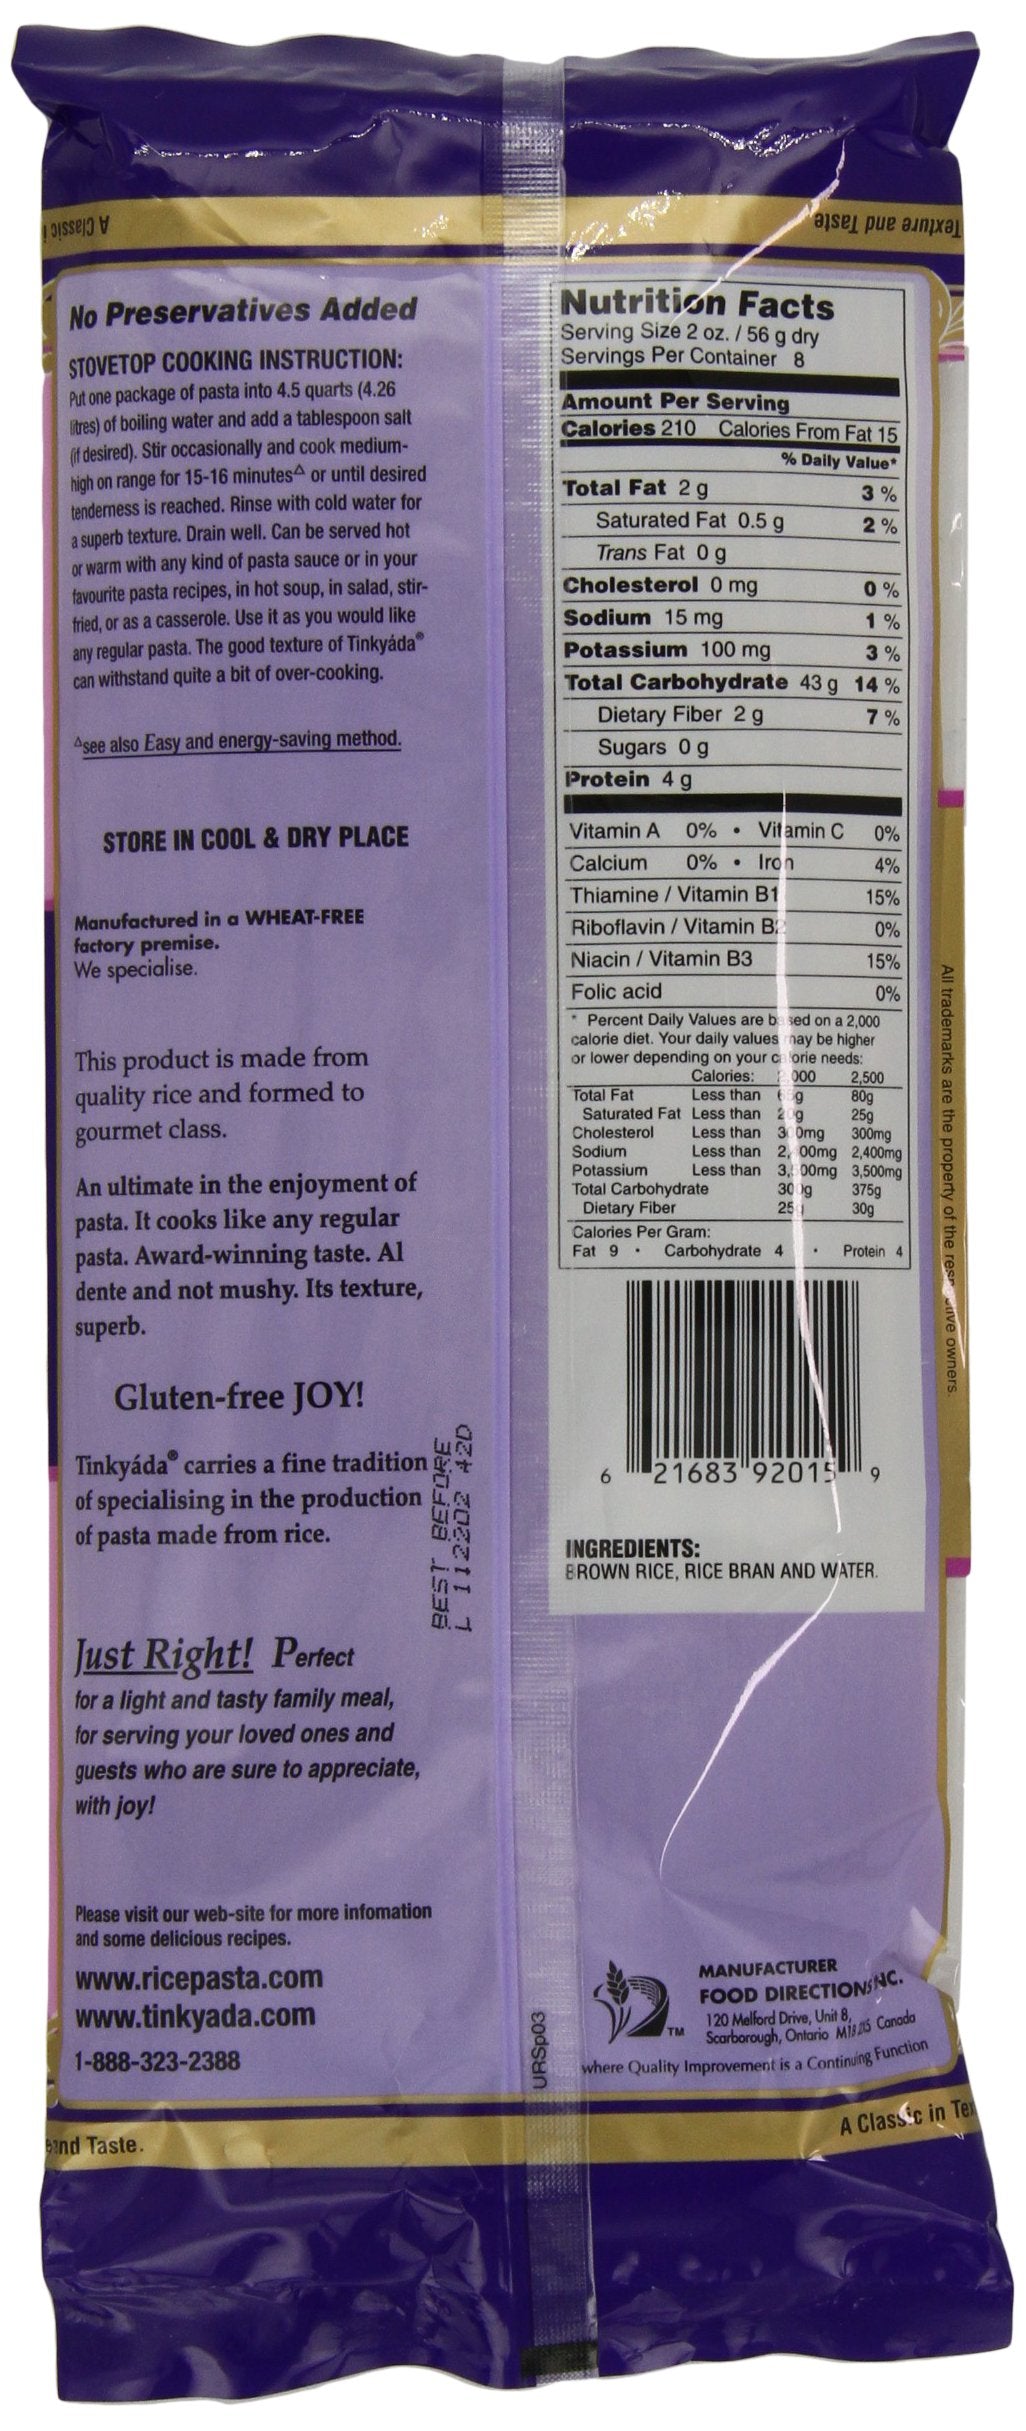 A Classic i
Texture and Taste
No Preservatives Added
STOVETOP COOKING INSTRUCTION:
Put one package of pasta into 4.5 quarts (4.26
litres) of boiling water and add a tablespoon salt
(if desired). Stir occasionally and cook medium-
high on range for 15-16 minutes△ or until desired
tenderness is reached. Rinse with cold water for
a superb texture. Drain well. Can be served hot
or warm with any kind of pasta sauce or in your
favourite pasta recipes, in hot soup, in salad, stir-
fried, or as a casserole. Use it as you would like
any regular pasta. The good texture of Tinkyáda®
can withstand quite a bit of over-cooking.
△see also Easy and energy-saving method.
STORE IN COOL & DRY PLACE
Manufactured in a WHEAT-FREE
factory premise.
We specialise.
This product is made from
quality rice and formed to
gourmet class.
An ultimate in the enjoyment of
pasta. It cooks like any regular
pasta. Award-winning taste. Al
dente and not mushy. Its texture,
superb.
Gluten-free JOY!
Tinkyáda® carries a fine tradition
of specialising in the production
of pasta made from rice.
BEST BEFORE
L 112202 42D
Just Right! Perfect
for a light and tasty family meal,
for serving your loved ones and
guests who are sure to appreciate,
with joy!
Please visit our web-site for more infomation
and some delicious recipes.
www.ricepasta.com
www.tinkyada.com
1-888-323-2388
Nutrition Facts
Serving Size 2 oz. / 56 g dry
Servings Per Container 8
Amount Per Serving
Calories 210 Calories From Fat 15
% Daily Value*
Total Fat 2 g 3 %
Saturated Fat 0.5 g 2 %
Trans Fat 0 g
Cholesterol 0 mg 0 %
Sodium 15 mg 1 %
Potassium 100 mg 3 %
Total Carbohydrate 43 g 14 %
Dietary Fiber 2 g 7 %
Sugars 0 g
Protein 4 g
Vitamin A 0% • Vitamin C 0%
Calcium 0% • Iron 4%
Thiamine / Vitamin B1 15%
Riboflavin / Vitamin B2 0%
Niacin / Vitamin B3 15%
Folic acid 0%
* Percent Daily Values are based on a 2,000
calorie diet. Your daily values may be higher
or lower depending on your calorie needs:
Calories: 2,000 2,500
Total Fat Less than 65g 80g
Saturated Fat Less than 20g 25g
Cholesterol Less than 300mg 300mg
Sodium Less than 2,400mg 2,400mg
Potassium Less than 3,500mg 3,500mg
Total Carbohydrate 300g 375g
Dietary Fiber 25g 30g
Calories Per Gram:
Fat 9 • Carbohydrate 4 • Protein 4
6 21683 92015 9
INGREDIENTS:
BROWN RICE, RICE BRAN AND WATER.
All trademarks are the property of the respective owners.
URSp03
MANUFACTURER
FOOD DIRECTIONS INC.
120 Melford Drive, Unit 8,
Scarborough, Ontario M1B 2X5 Canada
TM
where Quality Improvement is a Continuing Function
and Taste.
A Classic in Tex